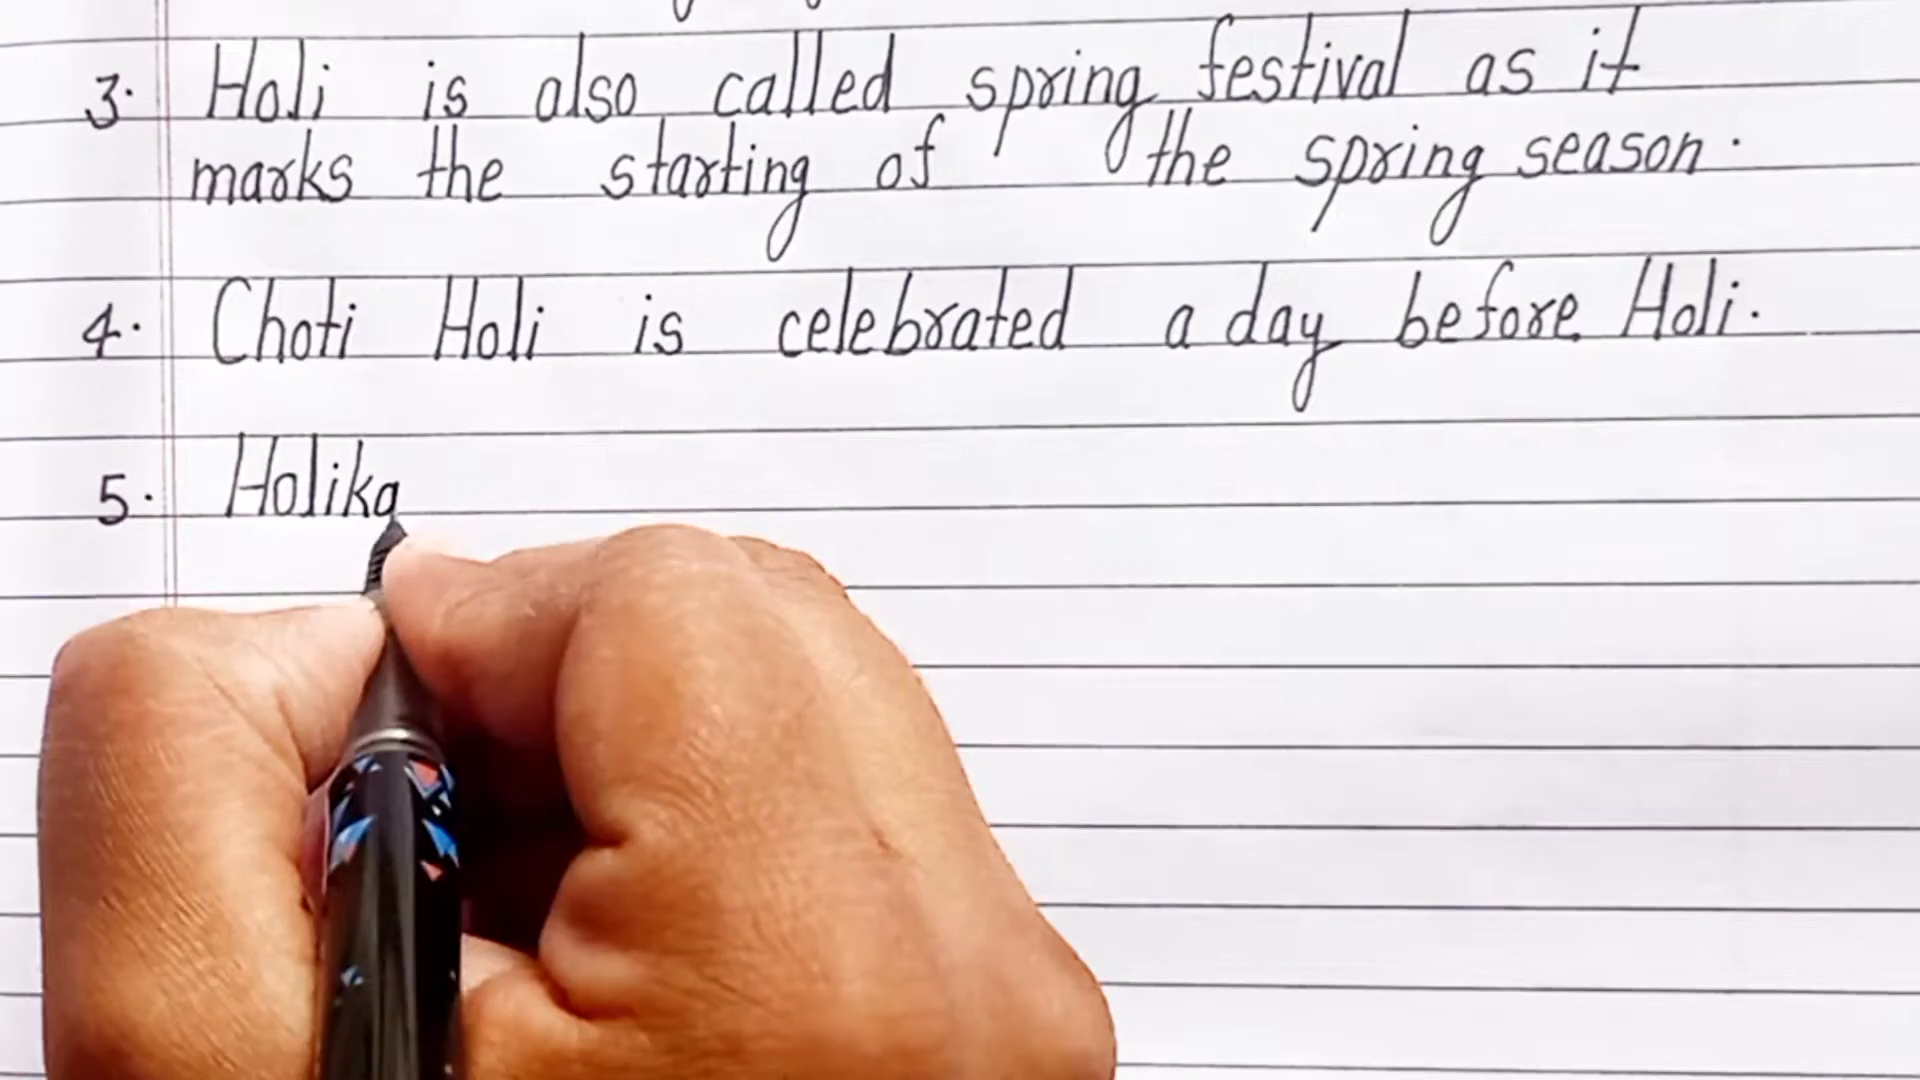 3. Holi is also called spring festival as it
marks the starting of the spring season.
4. Choti Holi is celebrated a day before Holi.
5. Holika